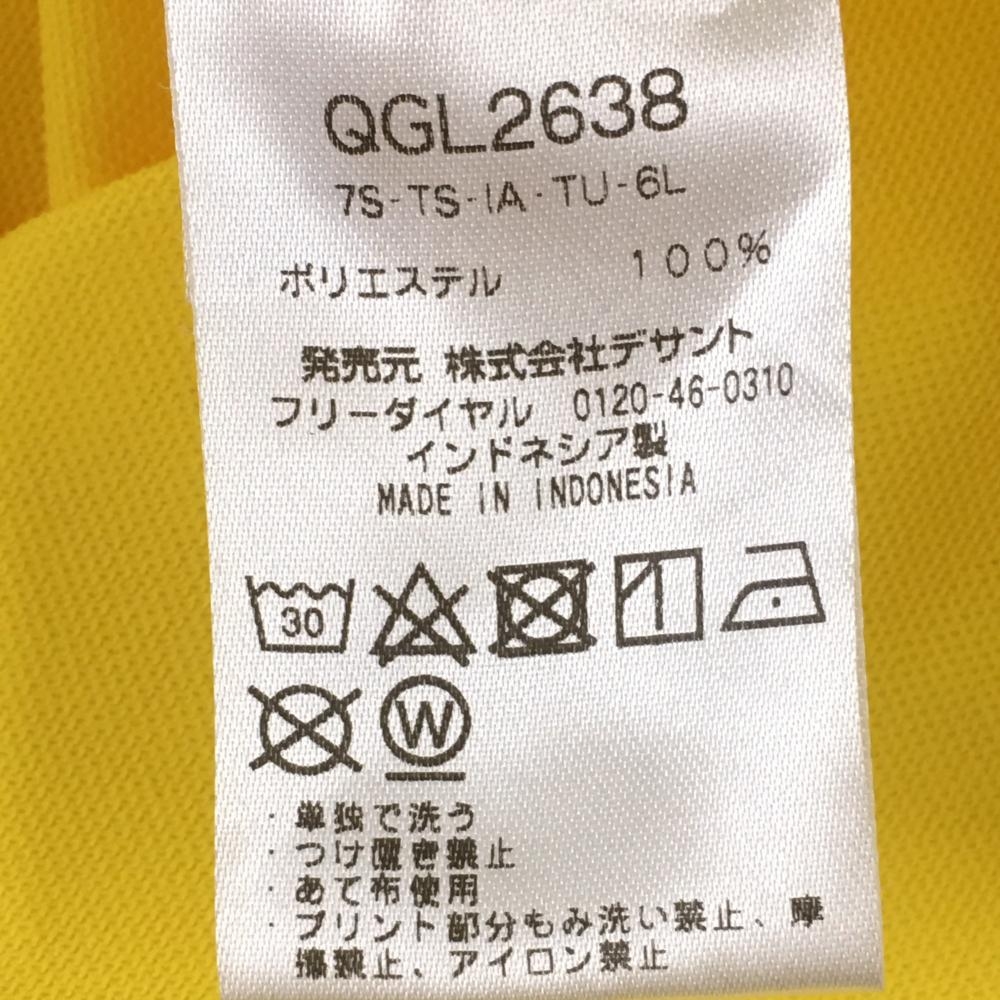 QGL2638
7S-TS-IA-TU-6L
ポリエステル 100%
発売元 株式会社デサント
フリーダイヤル 0120-46-0310
インドネシア製
MADE IN INDONESIA
30
W
・単独で洗う
・つけ置き禁止
・あて布使用
・プリント部分もみ洗い禁止、摩
擦禁止、アイロン禁止